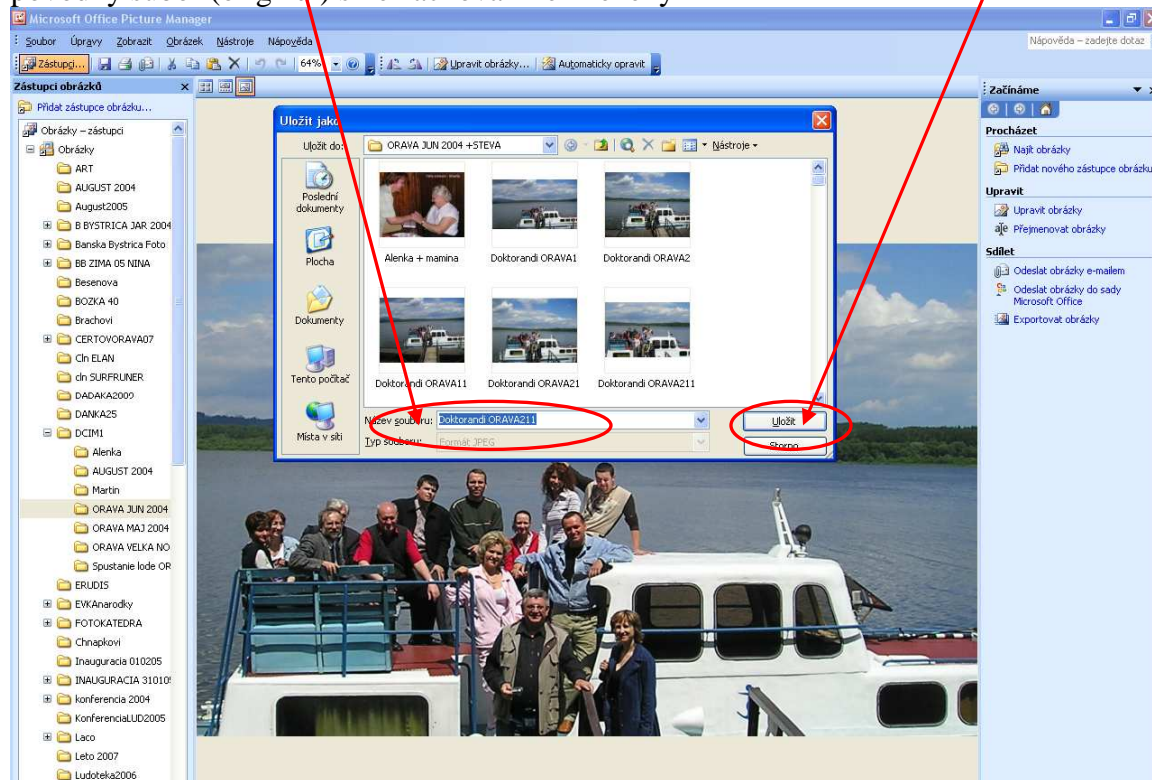 Microsoft Office Picture Manager
Soubor Úpravy Zobrazit Obrázek Nástroje Nápověda
Nápověda – zadejte dotaz
Zástupci... 64% Upravit obrázky... Automaticky opravit
Zástupci obrázků
Přidat zástupce obrázku...
Obrázky – zástupci
Obrázky
ART
AUGUST 2004
August2005
B BYSTRICA JAR 2004
Banska Bystrica Foto
BB ZIMA 05 NINA
Besenova
BOZKA 40
Brachovi
CERTOVORAVA07
Cln ELAN
cln SURFRUNER
DADAKA2009
DANKA25
DCIM1
Alenka
AUGUST 2004
Martin
ORAVA JUN 2004
ORAVA MAJ 2004
ORAVA VELKA NO
Spustanie lode OR
ERUDIS
EVKAnarodky
FOTOKATEDRA
Chnapkovi
Inauguracia 010205
INAUGURACIA 31010
konferencia 2004
KonferenciaLUD2005
Laco
Leto 2007
Ludoteka2006
Uložit jako
Uložit do: ORAVA JUN 2004 +STEVA Nástroje
Poslední dokumenty
Plocha
Dokumenty
Tento počítač
Místa v síti
Alenka + mamina Doktorandi ORAVA1 Doktorandi ORAVA2
Doktorandi ORAVA11 Doktorandi ORAVA21 Doktorandi ORAVA211
Název souboru: Doktorandi ORAVA211 Uložit
Typ souboru: Formát JPEG Storno
Začínáme
Procházet
Najít obrázky
Přidat nového zástupce obrázku
Upravit
Upravit obrázky
Přejmenovat obrázky
Sdílet
Odeslat obrázky e-mailem
Odeslat obrázky do sady
Microsoft Office
Exportovat obrázky